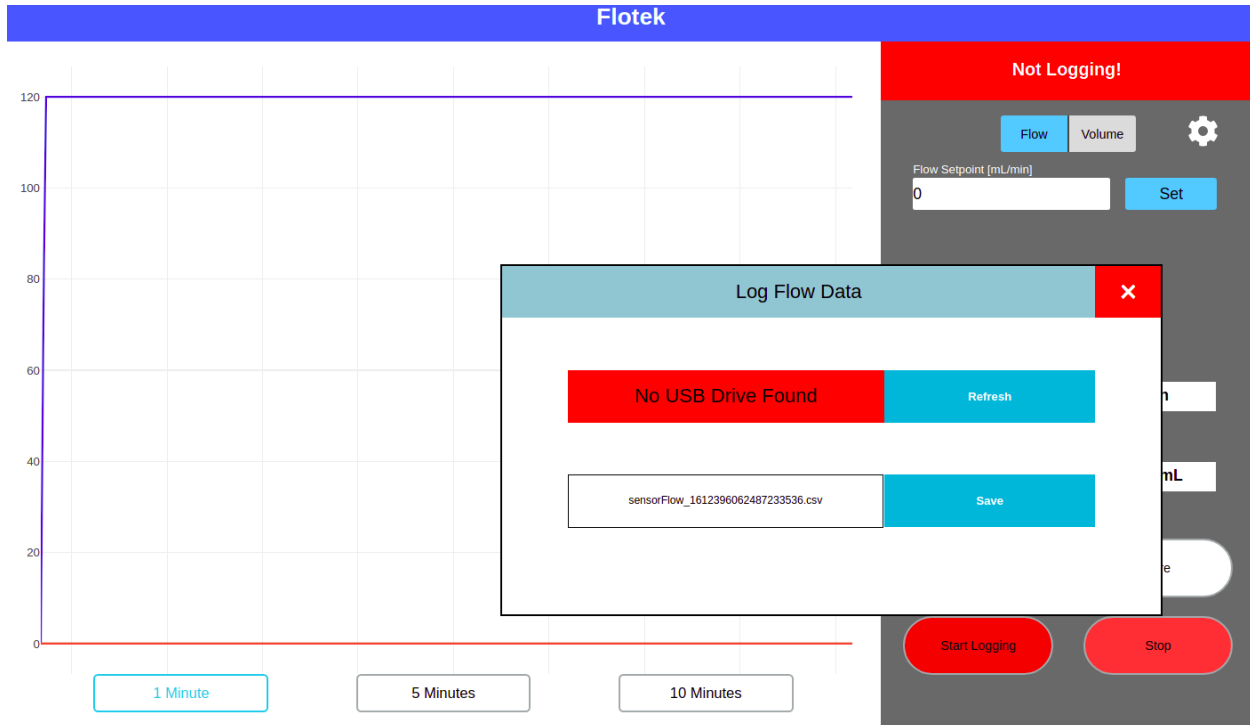 Flotek
Not Logging!
Flow Volume
Flow Setpoint [mL/min]
0 Set
120
100
80
60
40
20
0
Log Flow Data ×
No USB Drive Found Refresh
sensorFlow_1612396062487233536.csv Save
mL
Start Logging Stop
1 Minute 5 Minutes 10 Minutes